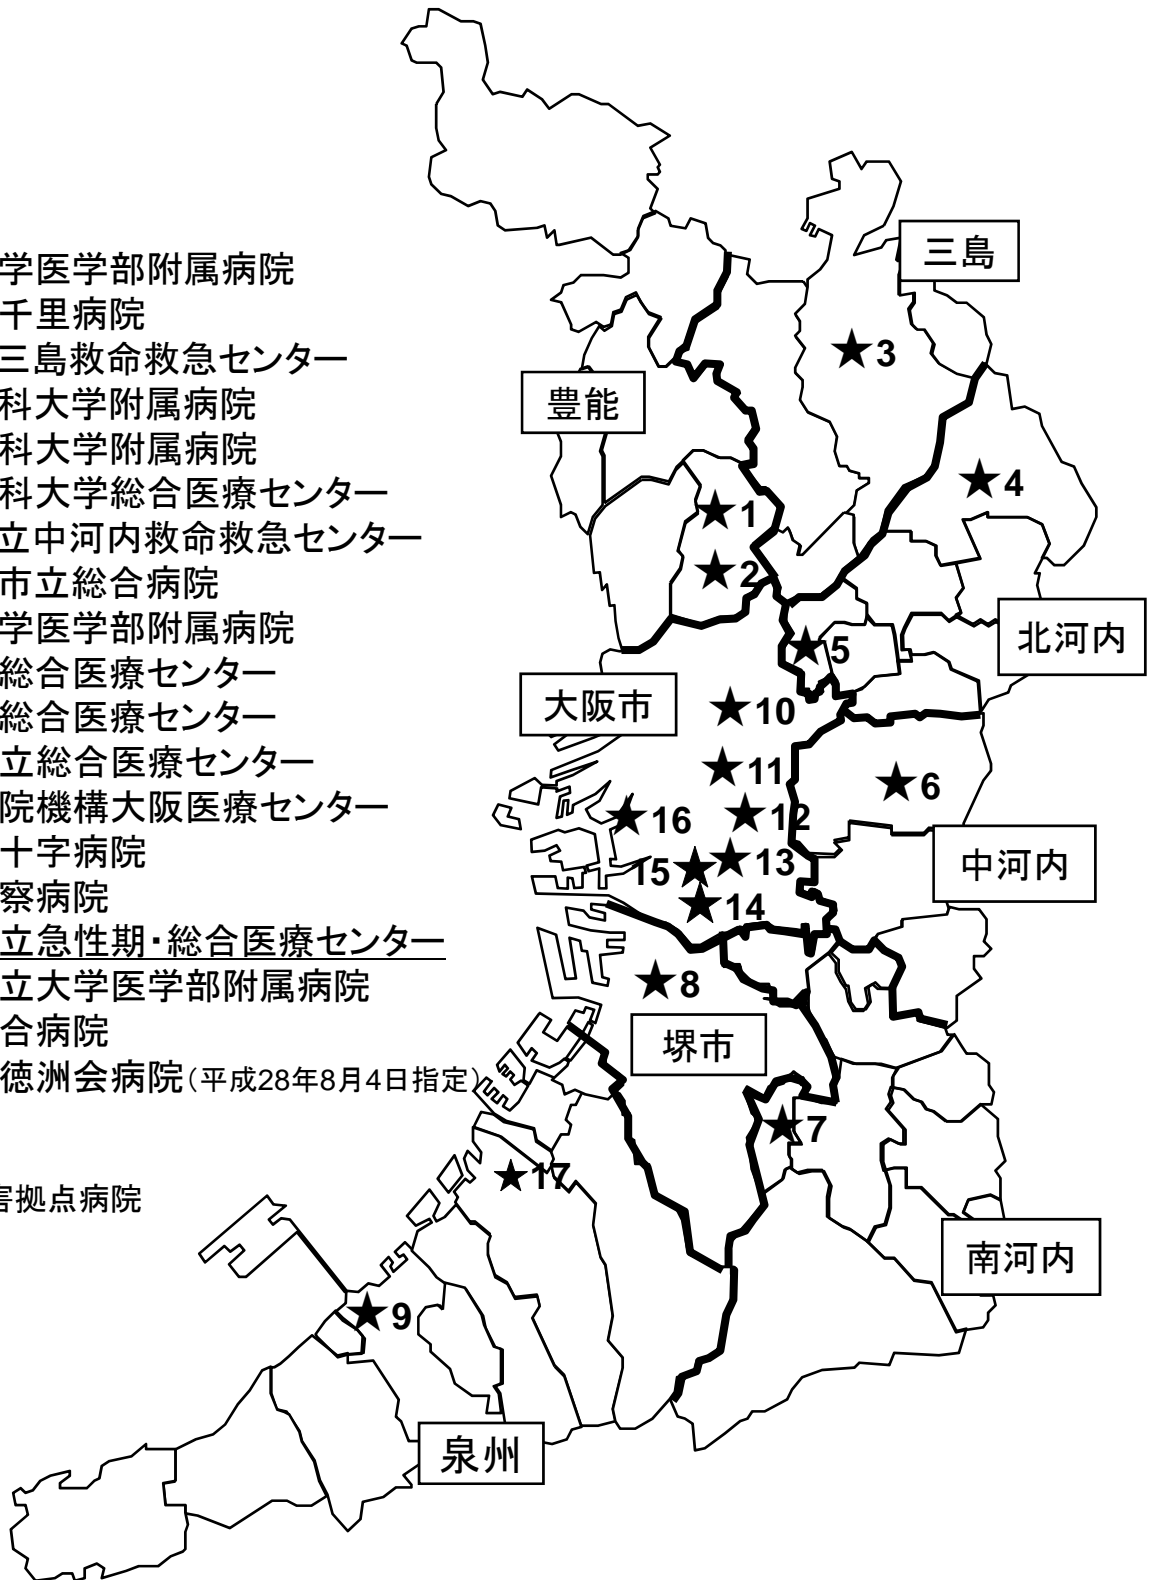 学医学部附属病院
千里病院
三島救命救急センター
科大学附属病院
科大学附属病院
科大学総合医療センター
立中河内救命救急センター
市立総合病院
学医学部附属病院
総合医療センター
総合医療センター
立総合医療センター
院機構大阪医療センター
十字病院
察病院
立急性期・総合医療センター
立大学医学部附属病院
合病院
徳洲会病院(平成28年8月4日指定)
害拠点病院
三島
★3
豊能
★4
★1
★2
北河内
★5
大阪市
★10
★11
★6
★12
★16
中河内
★13
15★
★14
★8
堺市
★7
★17
南河内
★9
泉州